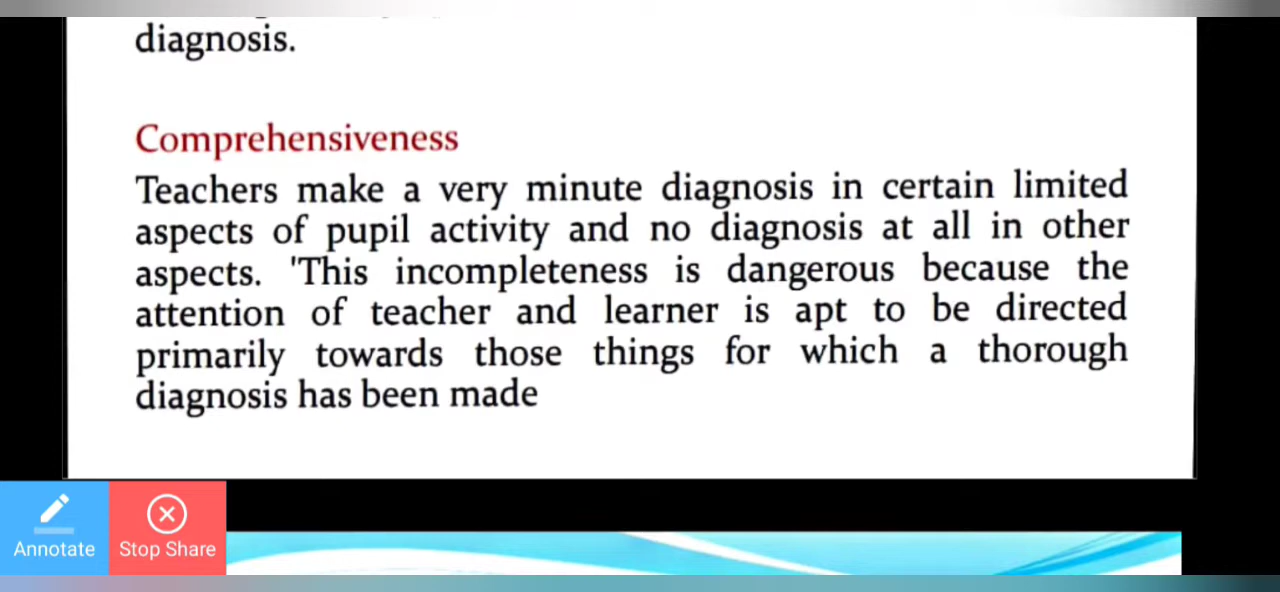 diagnosis.
Comprehensiveness
Teachers make a very minute diagnosis in certain limited
aspects of pupil activity and no diagnosis at all in other
aspects. 'This incompleteness is dangerous because the
attention of teacher and learner is apt to be directed
primarily towards those things for which a thorough
diagnosis has been made
Annotate Stop Share